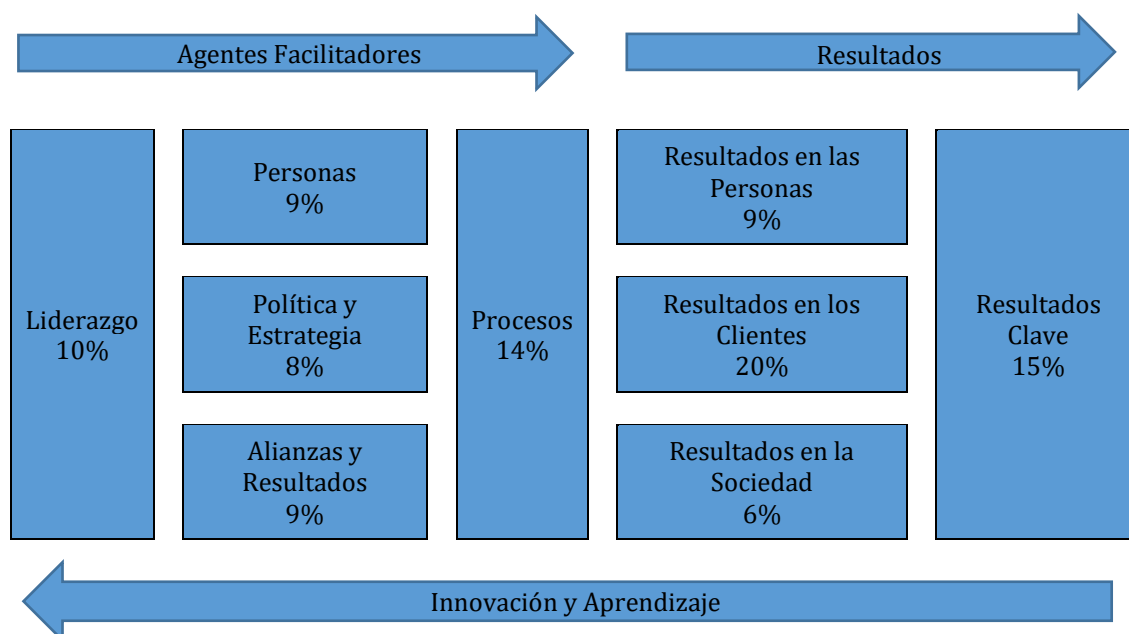 Agentes Facilitadores
Resultados
Liderazgo
10%
Personas
9%
Política y
Estrategia
8%
Alianzas y
Resultados
9%
Procesos
14%
Resultados en las
Personas
9%
Resultados en los
Clientes
20%
Resultados en la
Sociedad
6%
Resultados
Clave
15%
Innovación y Aprendizaje